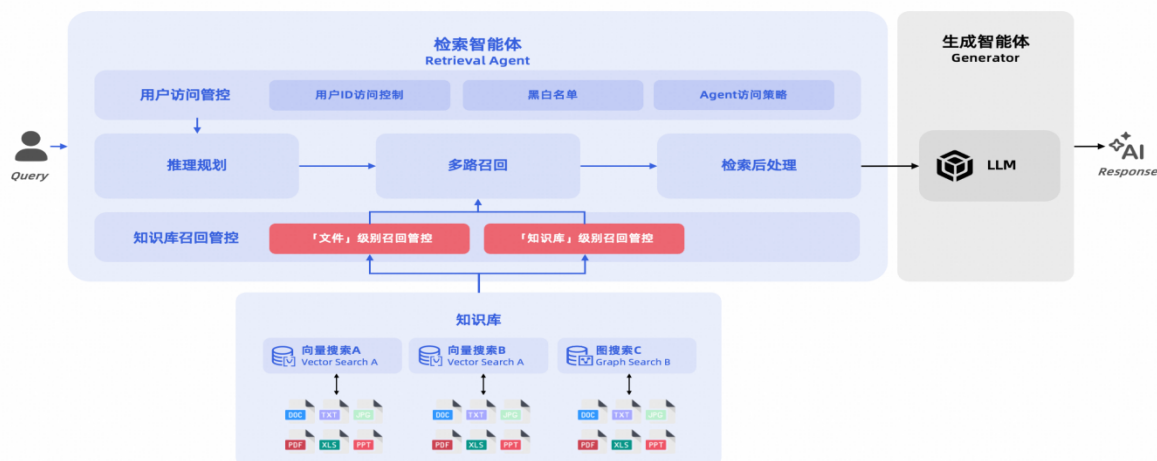 检索智能体
Retrieval Agent
生成智能体
Generator
用户访问管控
用户ID访问控制
黑白名单
Agent访问策略
Query
推理规划
多路召回
检索后处理
LLM
AI
Response
知识库召回管控
「文件」级别召回管控
「知识库」级别召回管控
知识库
向量搜索A
Vector Search A
向量搜索B
Vector Search A
图搜索C
Graph Search B
DOC
TXT
JPG
DOC
TXT
JPG
DOC
TXT
JPG
PDF
XLS
PPT
PDF
XLS
PPT
PDF
XLS
PPT